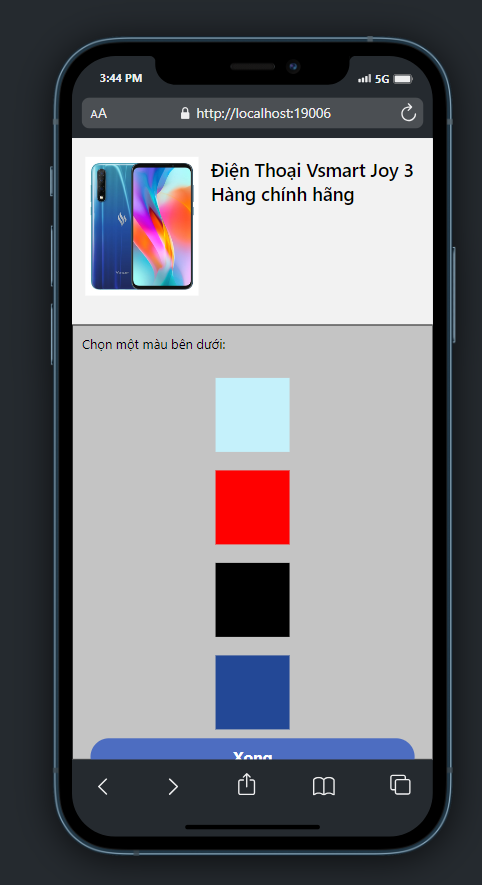 3:44 PM
5G
AA
http://localhost:19006
Điện Thoại Vsmart Joy 3
Hàng chính hãng
Chọn một màu bên dưới:
Xong